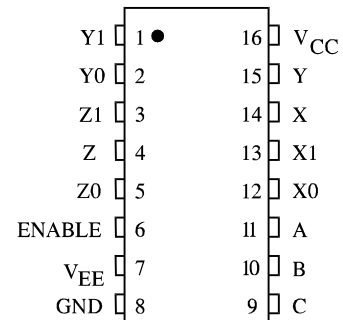 Y1 1 16 VCC
Y0 2 15 Y
Z1 3 14 X
Z 4 13 X1
Z0 5 12 X0
ENABLE 6 11 A
VEE 7 10 B
GND 8 9 C